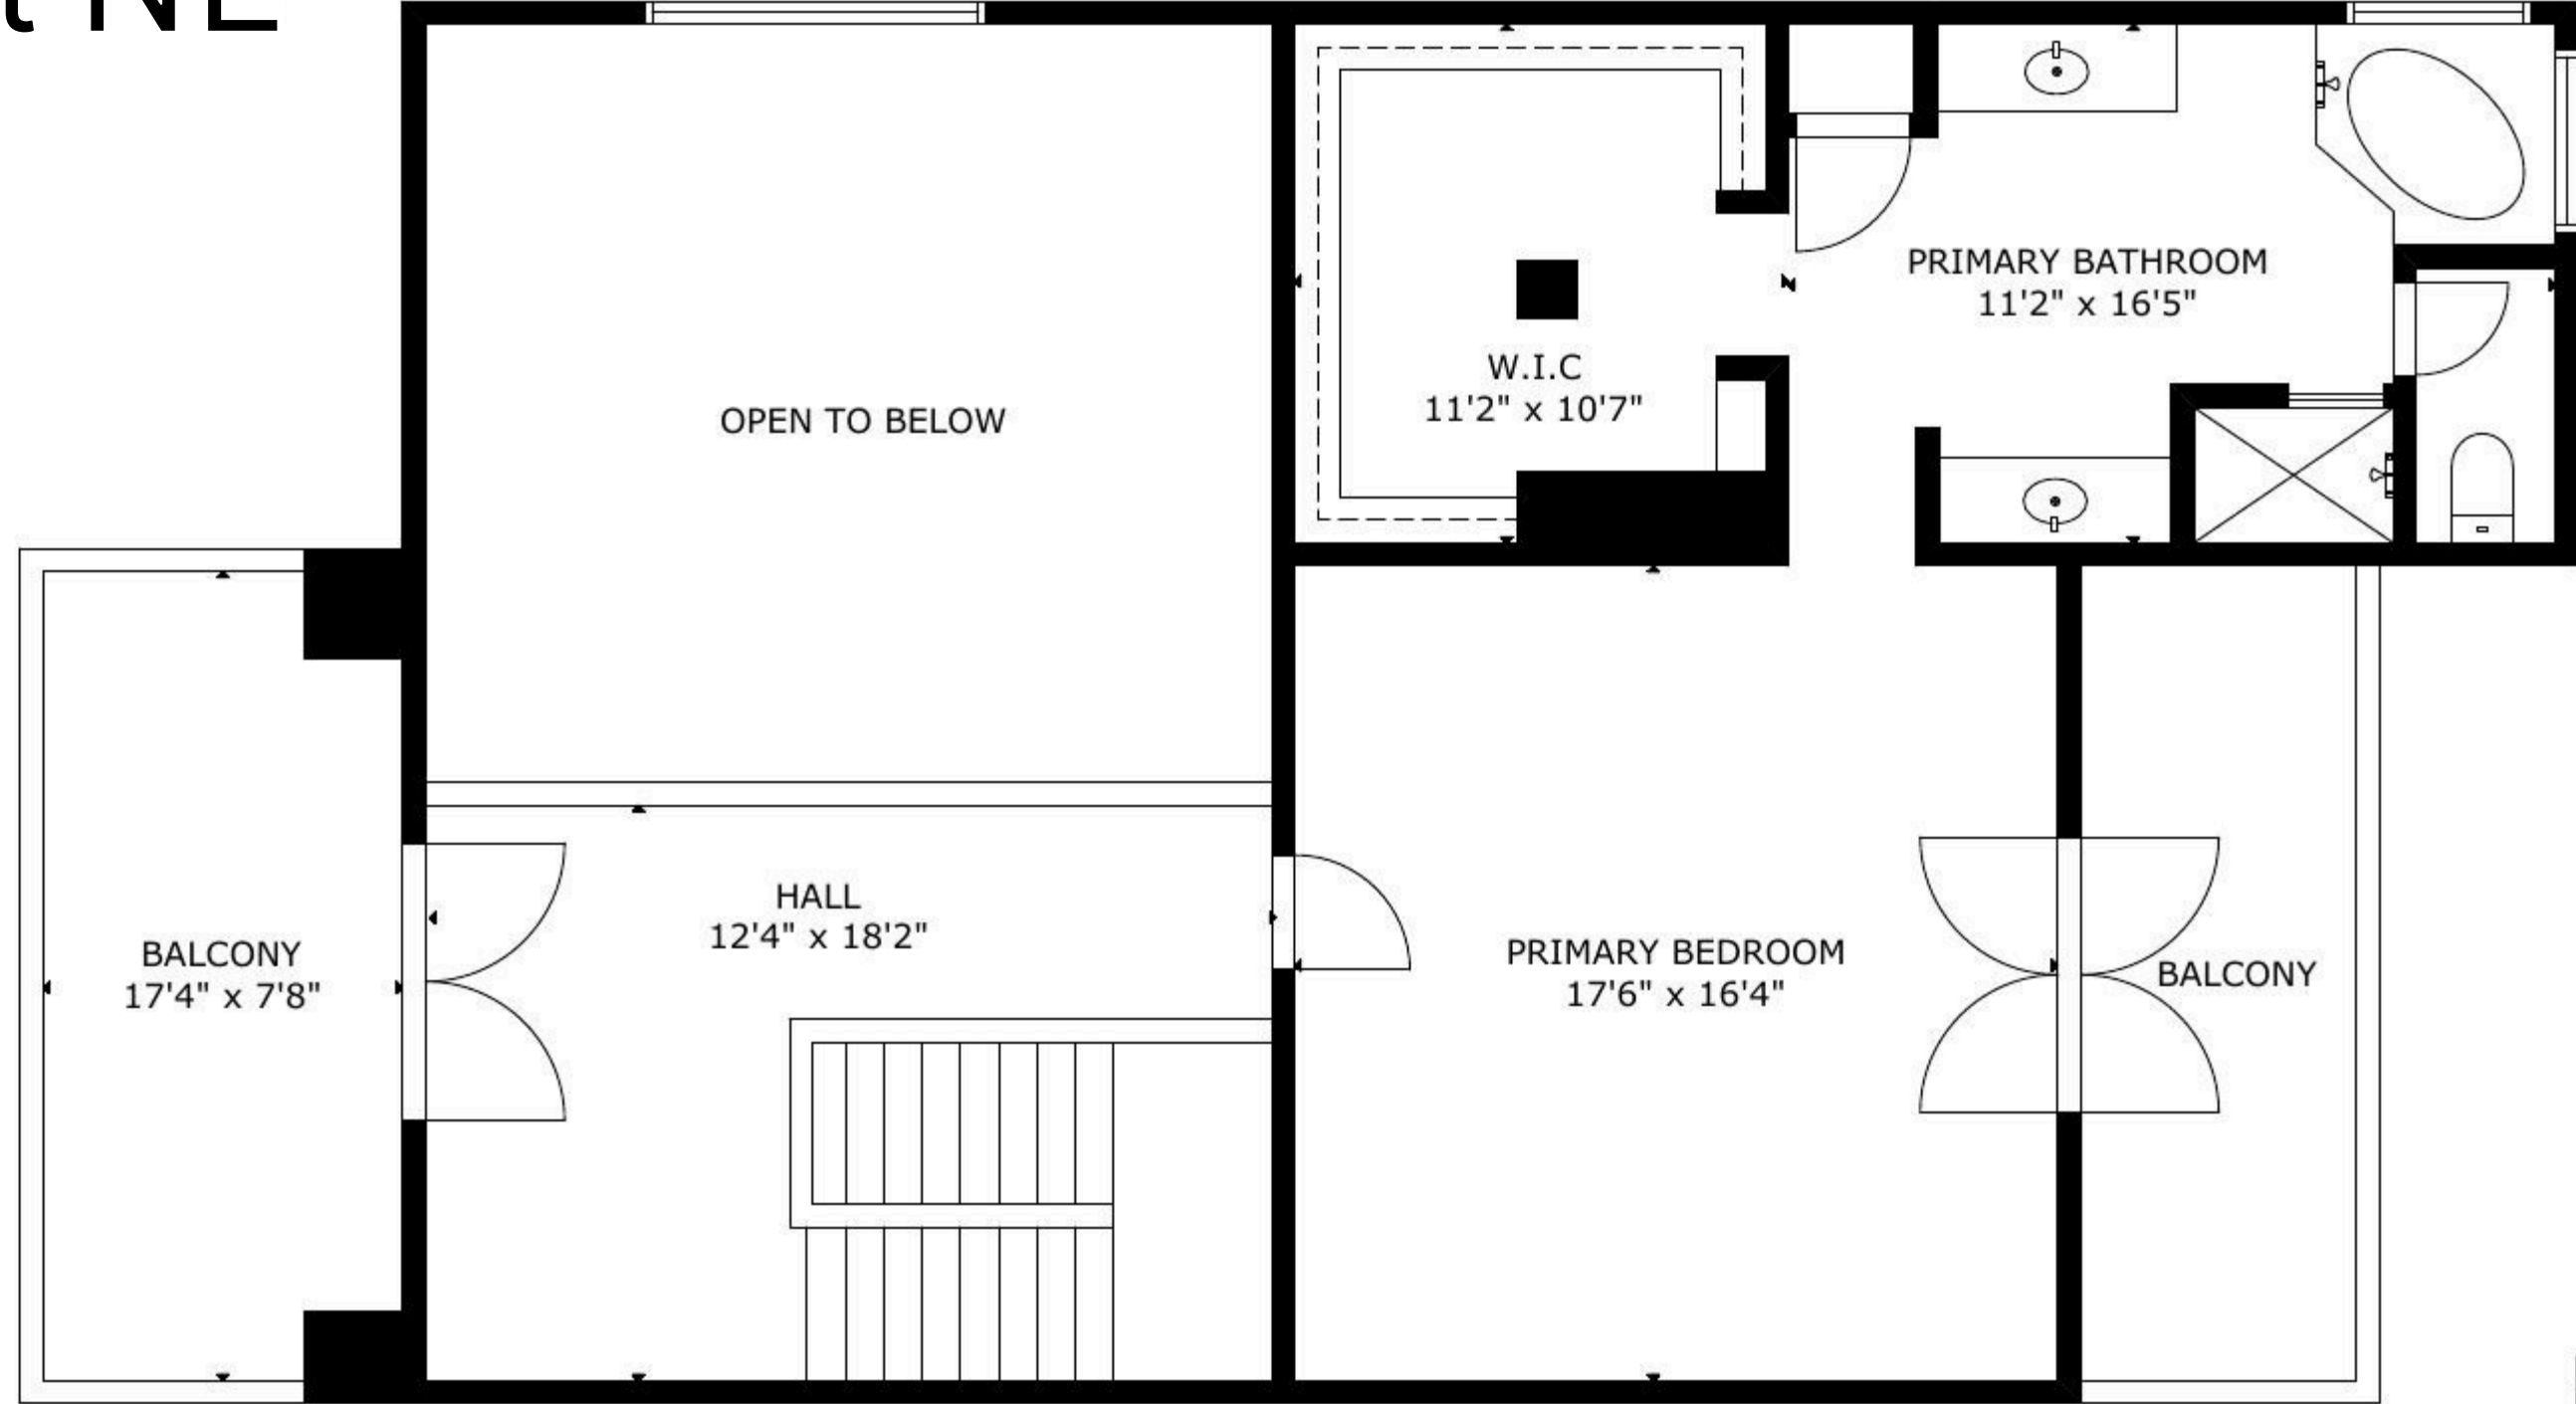 t NE
OPEN TO BELOW
W.I.C
11'2" x 10'7"
PRIMARY BATHROOM
11'2" x 16'5"
BALCONY
17'4" x 7'8"
HALL
12'4" x 18'2"
PRIMARY BEDROOM
17'6" x 16'4"
BALCONY